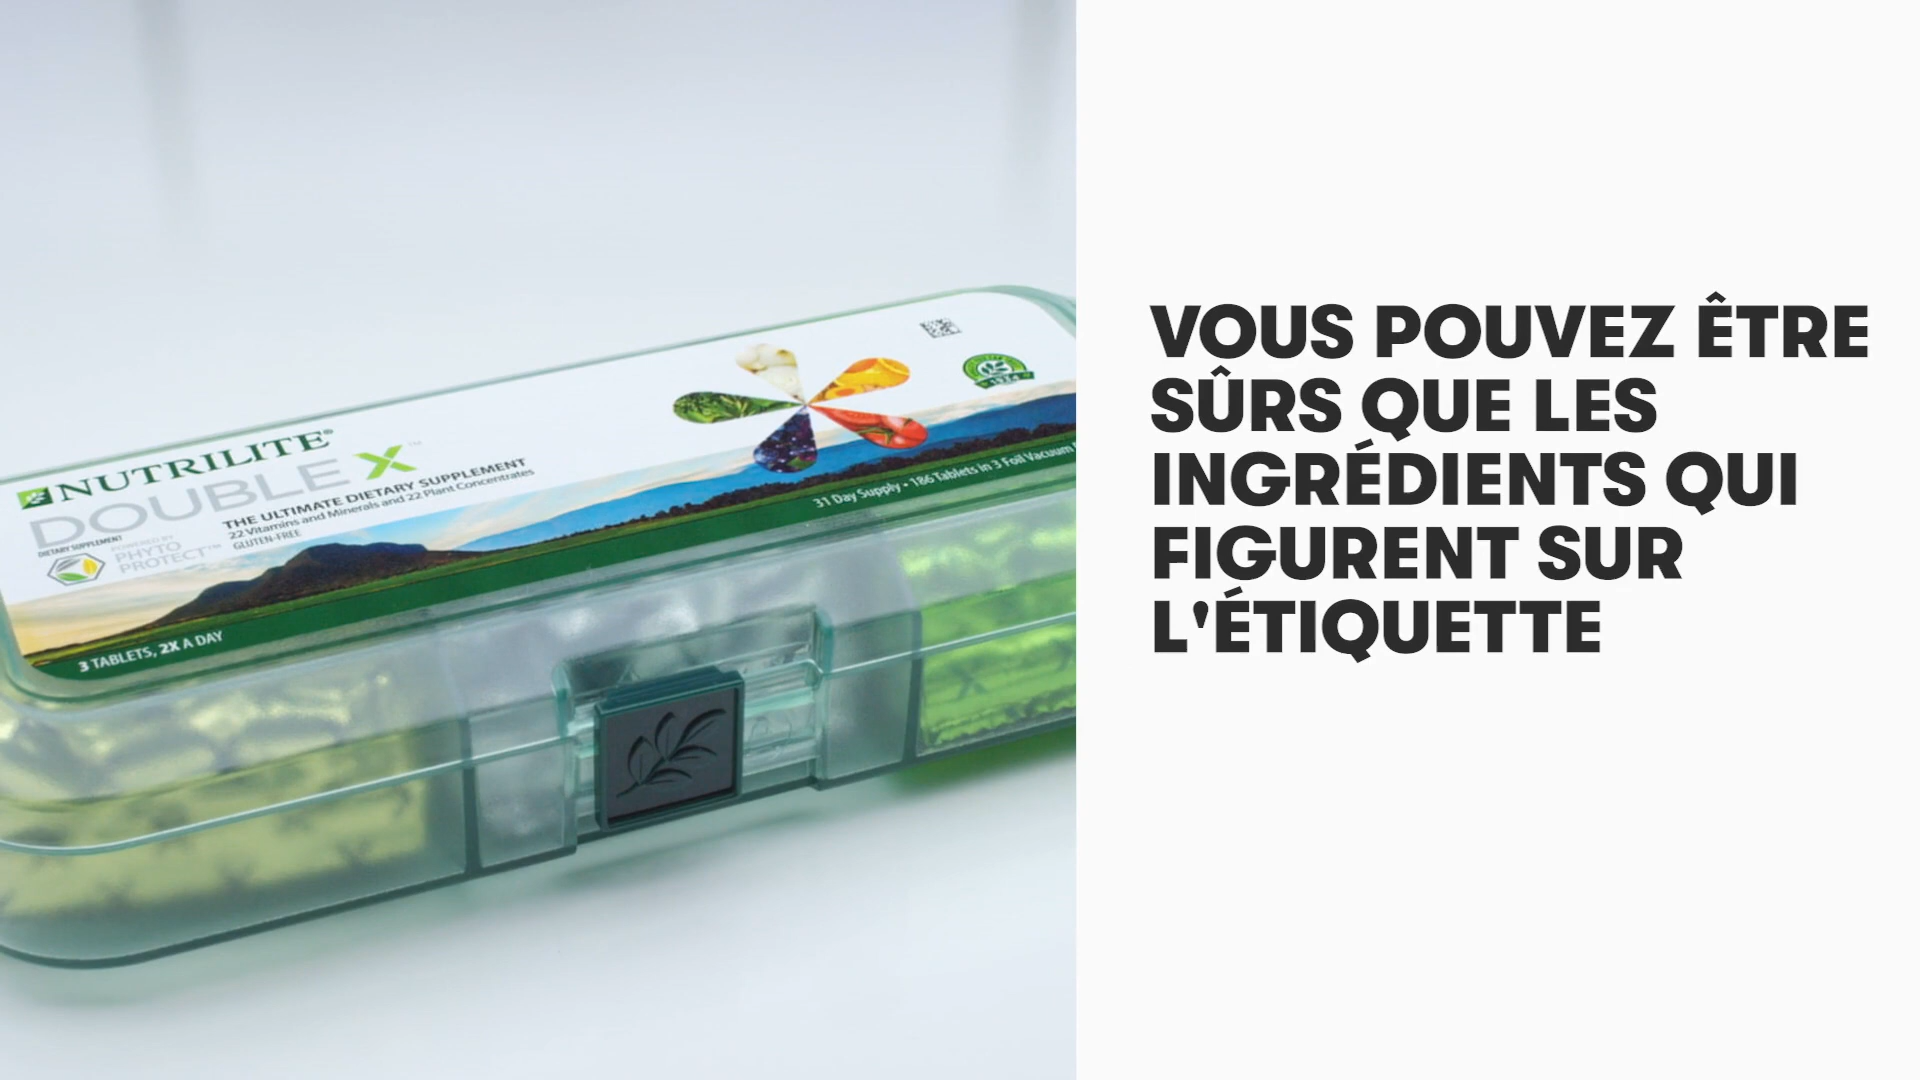 NUTRILITE®
DOUBLE X™
THE ULTIMATE DIETARY SUPPLEMENT
22 Vitamins and Minerals and 22 Plant Concentrates
GLUTEN-FREE
DIETARY SUPPLEMENT
POWERED BY
PHYTO
PROTECT™
31 Day Supply • 186 Tablets in 3 Foil Vacuum
3 TABLETS, 2X A DAY
VOUS POUVEZ ÊTRE
SÛRS QUE LES
INGRÉDIENTS QUI
FIGURENT SUR
L'ÉTIQUETTE